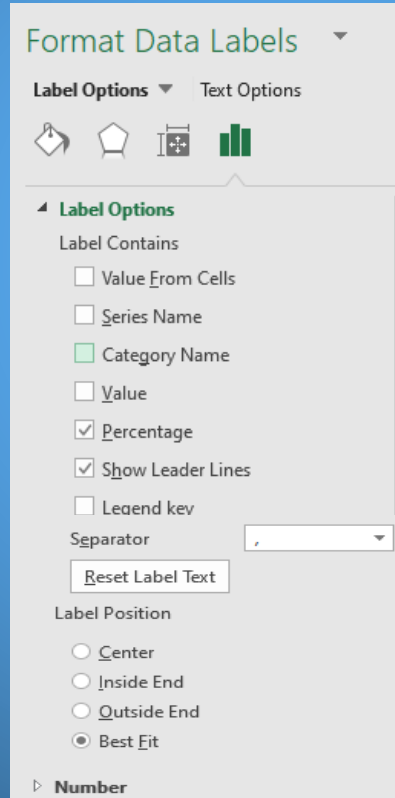 Format Data Labels
Label Options Text Options
Label Options
Label Contains
Value From Cells
Series Name
Category Name
Value
Percentage
Show Leader Lines
Legend key
Separator ,
Reset Label Text
Label Position
Center
Inside End
Outside End
Best Fit
Number